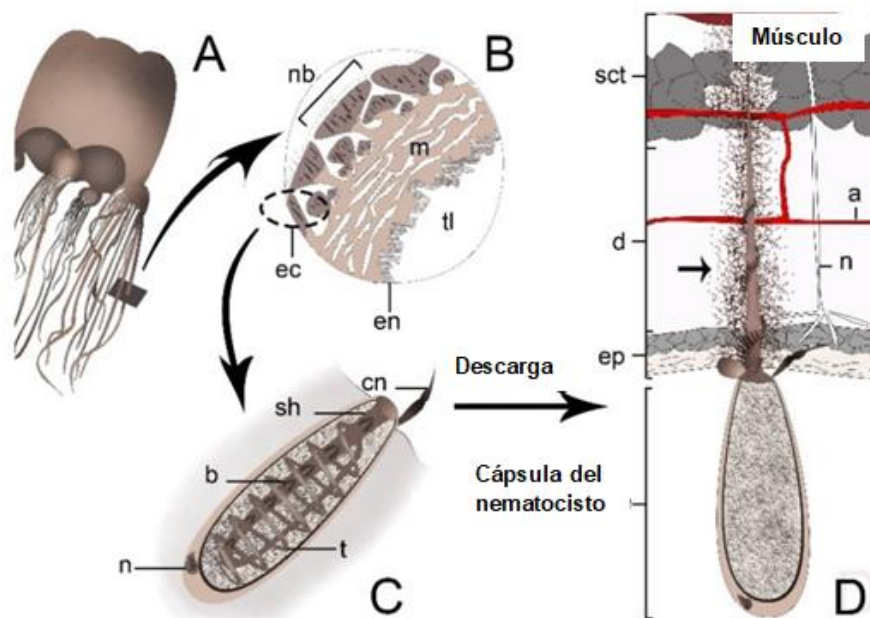 A
B
nb
m
tl
ec
en
Músculo
sct
a
d
n
ep
Descarga
cn
sh
b
Cápsula del
nematocisto
t
n
C
D